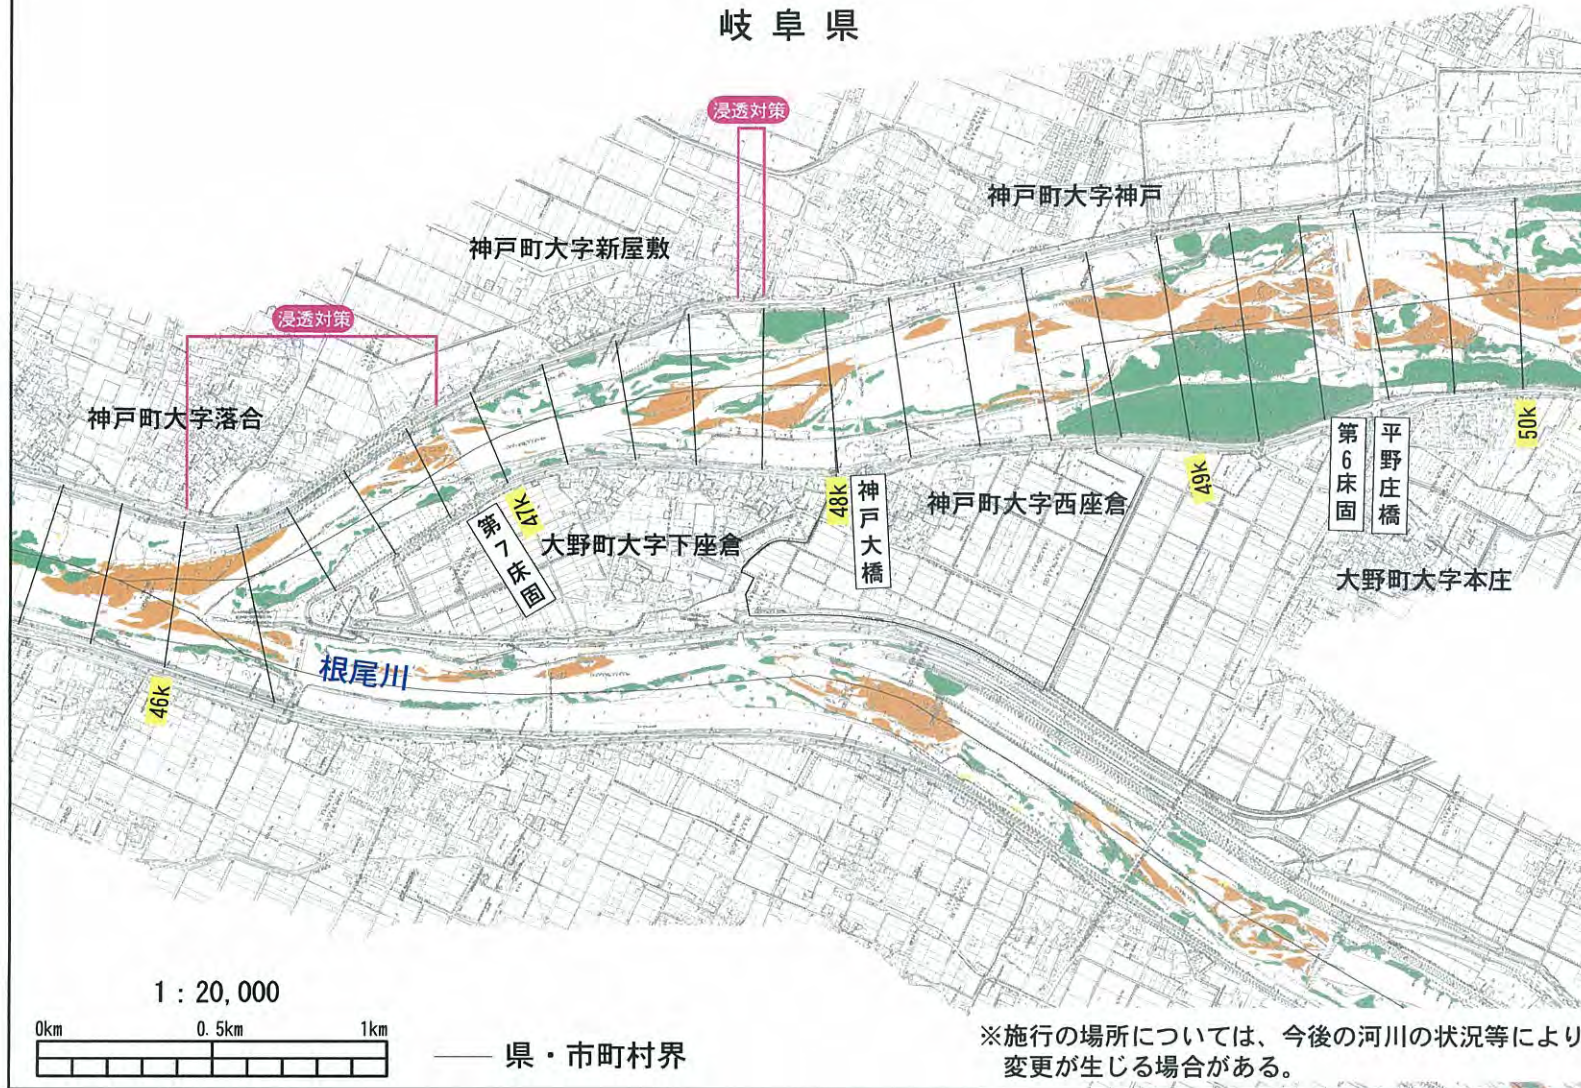 岐阜県
浸透対策
神戸町大字神戸
神戸町大字新屋敷
浸透対策
神戸町大字落合
50k
第6床固
平野庄橋
49k
48k
神戸大橋
神戸町大字西座倉
47k
第7床固
大野町大字下座倉
大野町大字本庄
根尾川
46k
1:20,000
0km 0.5km 1km
県・市町村界
※施行の場所については、今後の河川の状況等により
変更が生じる場合がある。